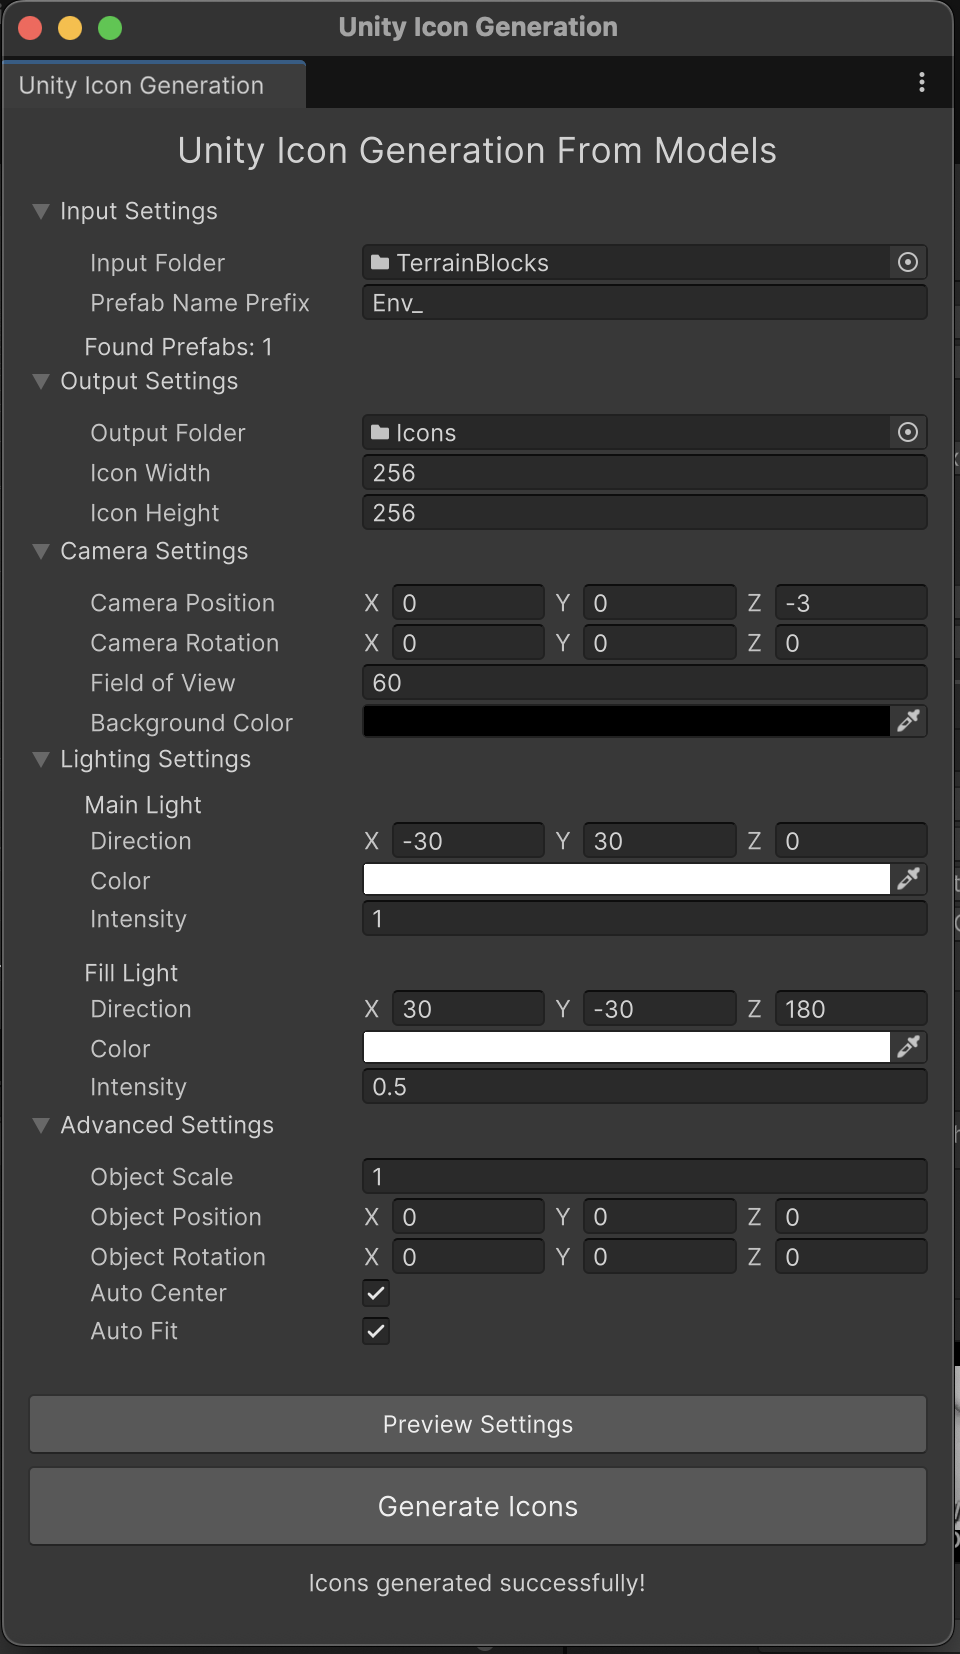 Unity Icon Generation
Unity Icon Generation
Unity Icon Generation From Models
Input Settings
Input Folder TerrainBlocks
Prefab Name Prefix Env_
Found Prefabs: 1
Output Settings
Output Folder Icons
Icon Width 256
Icon Height 256
Camera Settings
Camera Position X 0 Y 0 Z -3
Camera Rotation X 0 Y 0 Z 0
Field of View 60
Background Color
Lighting Settings
Main Light
Direction X -30 Y 30 Z 0
Color
Intensity 1
Fill Light
Direction X 30 Y -30 Z 180
Color
Intensity 0.5
Advanced Settings
Object Scale 1
Object Position X 0 Y 0 Z 0
Object Rotation X 0 Y 0 Z 0
Auto Center
Auto Fit
Preview Settings
Generate Icons
Icons generated successfully!